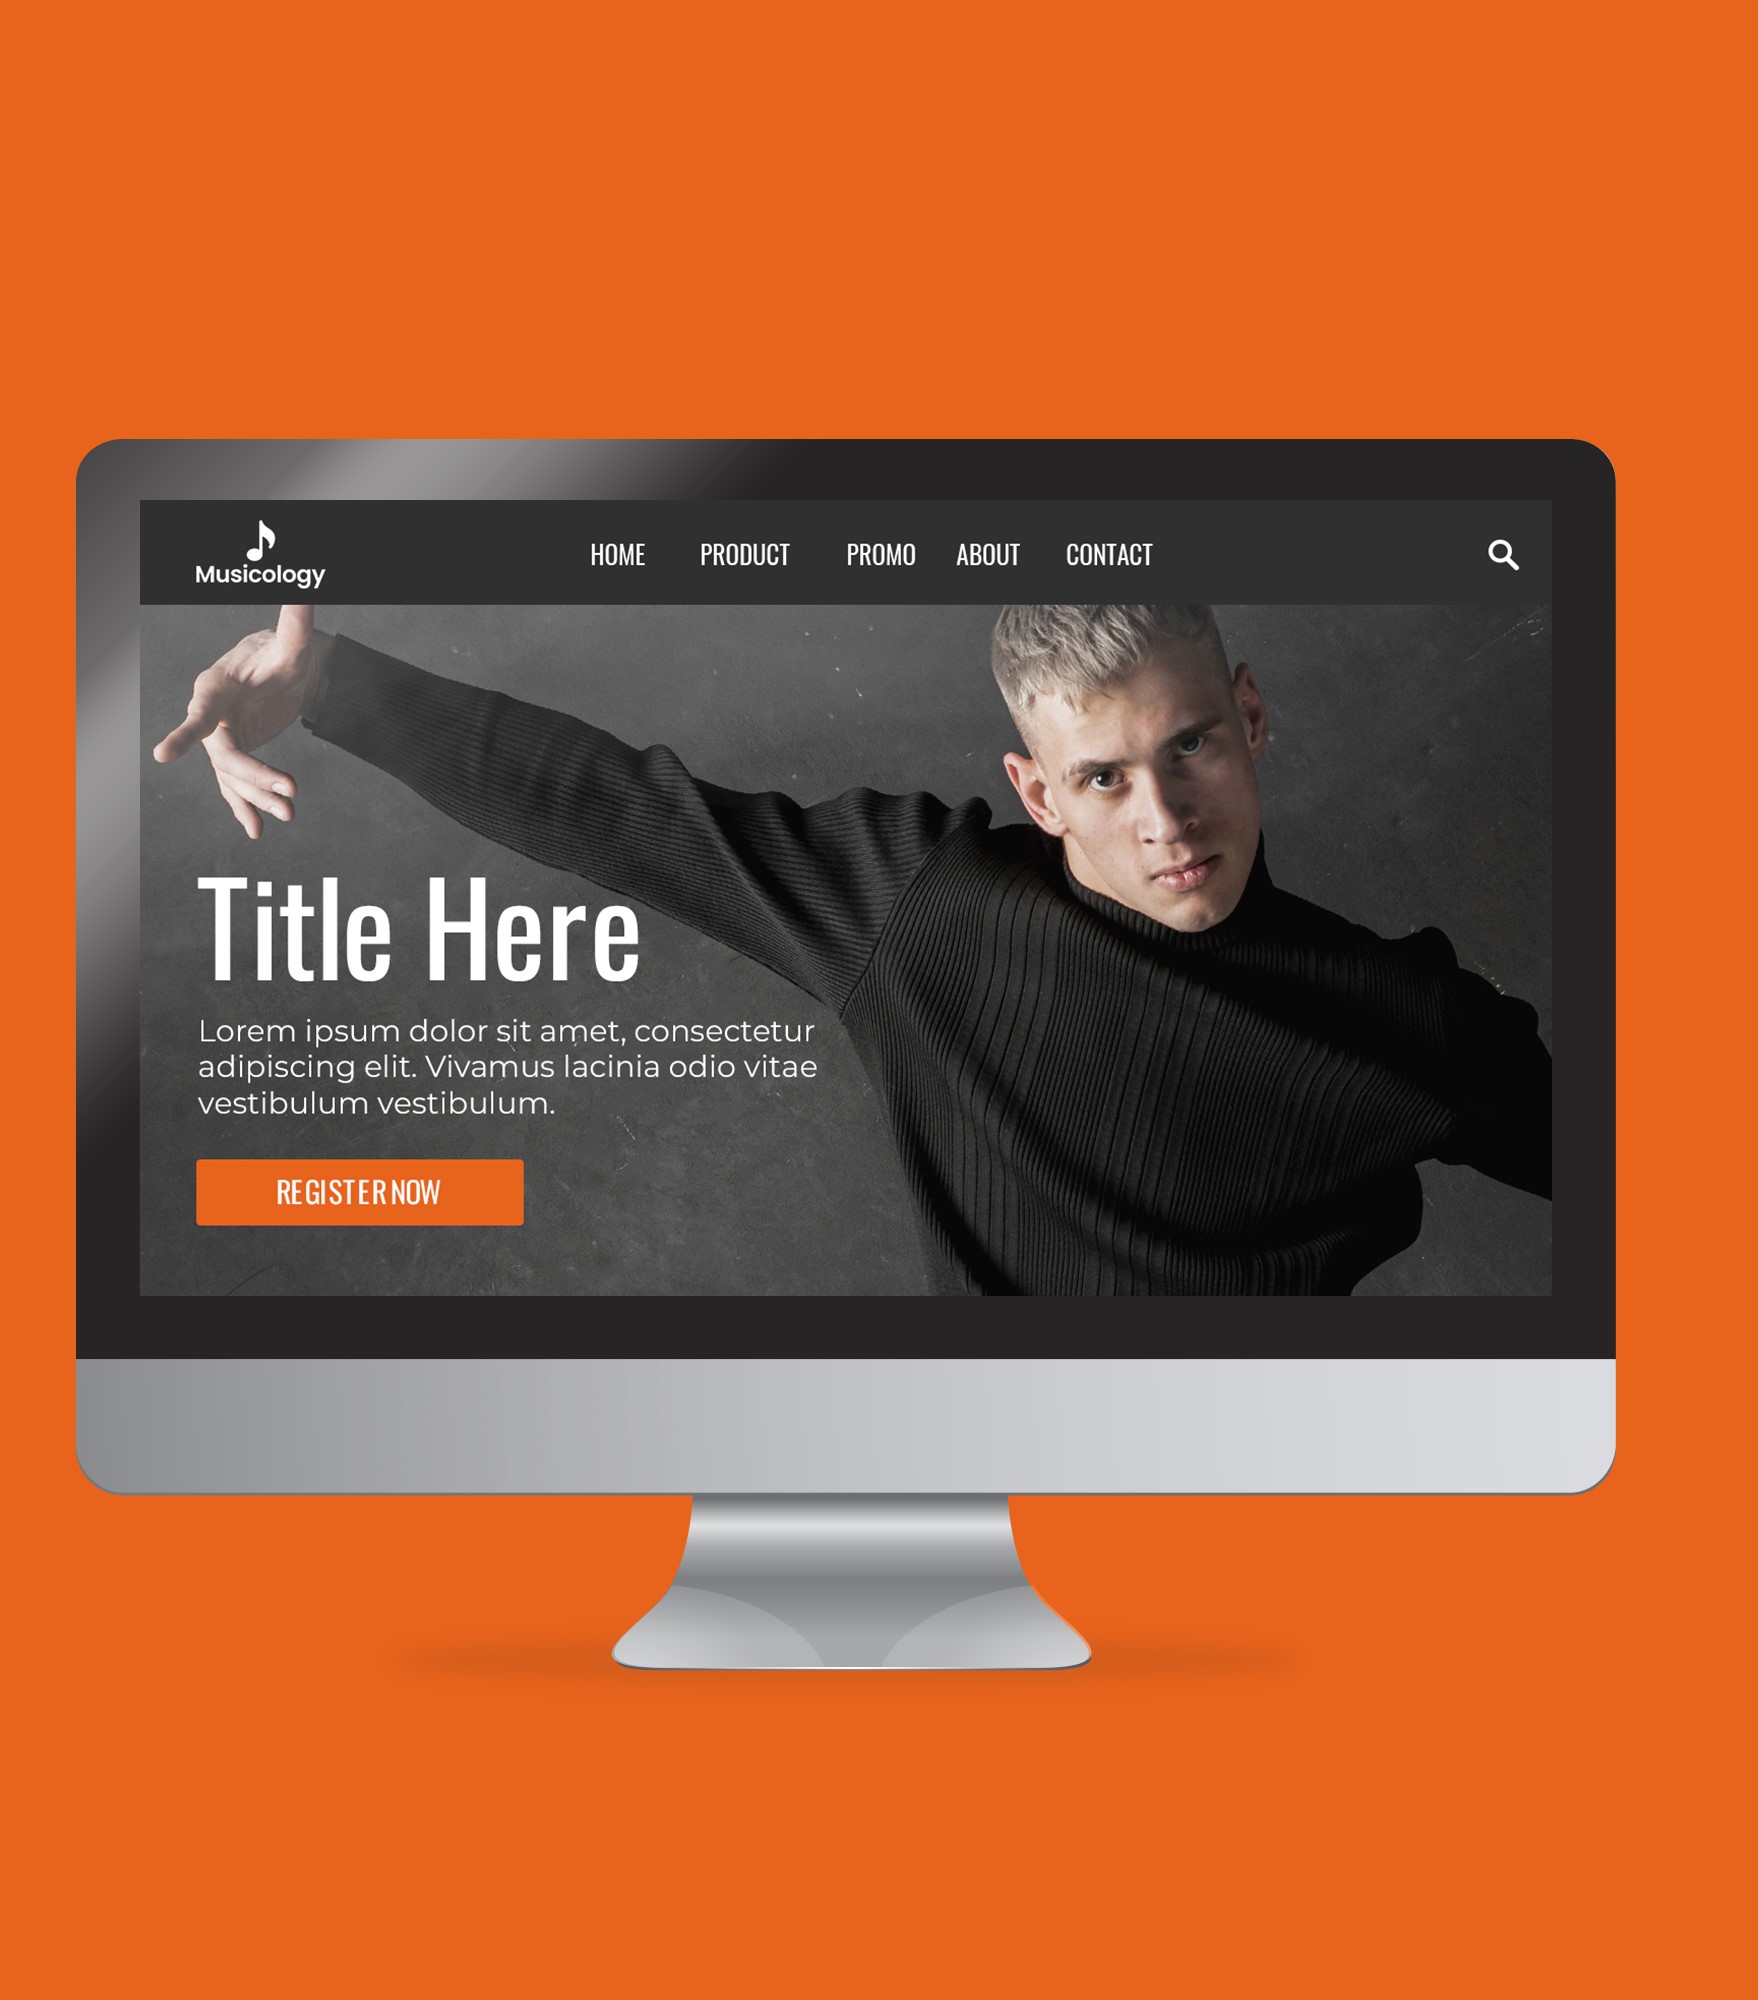 Musicology
HOME PRODUCT PROMO ABOUT CONTACT
Title Here
Lorem ipsum dolor sit amet, consectetur
adipiscing elit. Vivamus lacinia odio vitae
vestibulum vestibulum.
REGISTER NOW